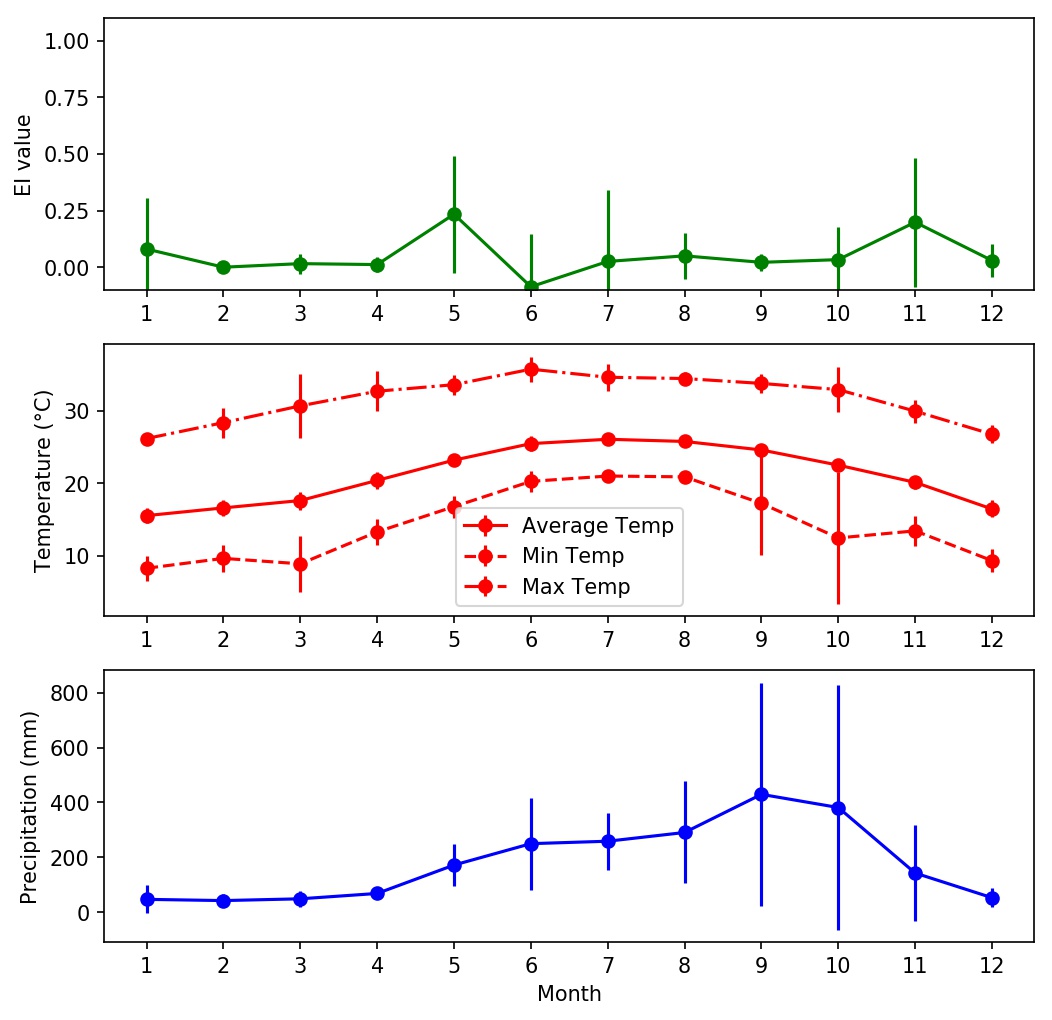 EI value
1.00
0.75
0.50
0.25
0.00
1 2 3 4 5 6 7 8 9 10 11 12
Temperature (°C)
30
20
10
Average Temp
Min Temp
Max Temp
1 2 3 4 5 6 7 8 9 10 11 12
Precipitation (mm)
800
600
400
200
0
1 2 3 4 5 6 7 8 9 10 11 12
Month